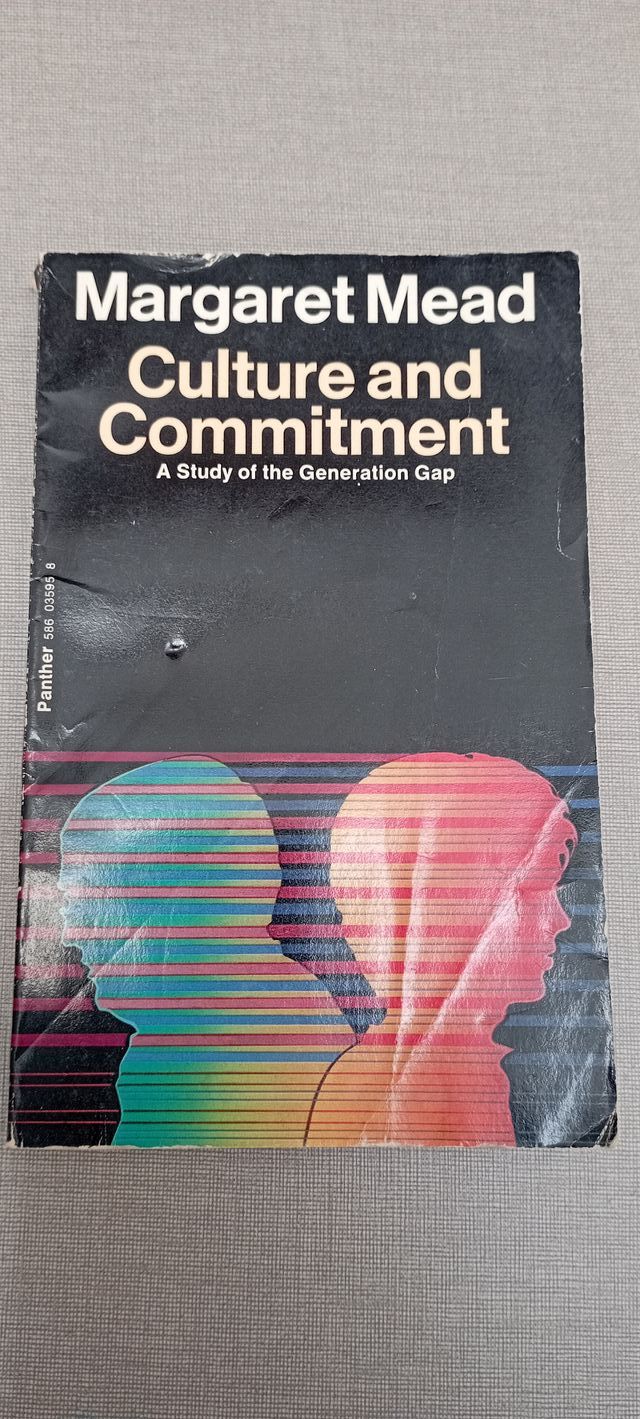 Margaret Mead
Culture and
Commitment
A Study of the Generation Gap
Panther 586 03595 8